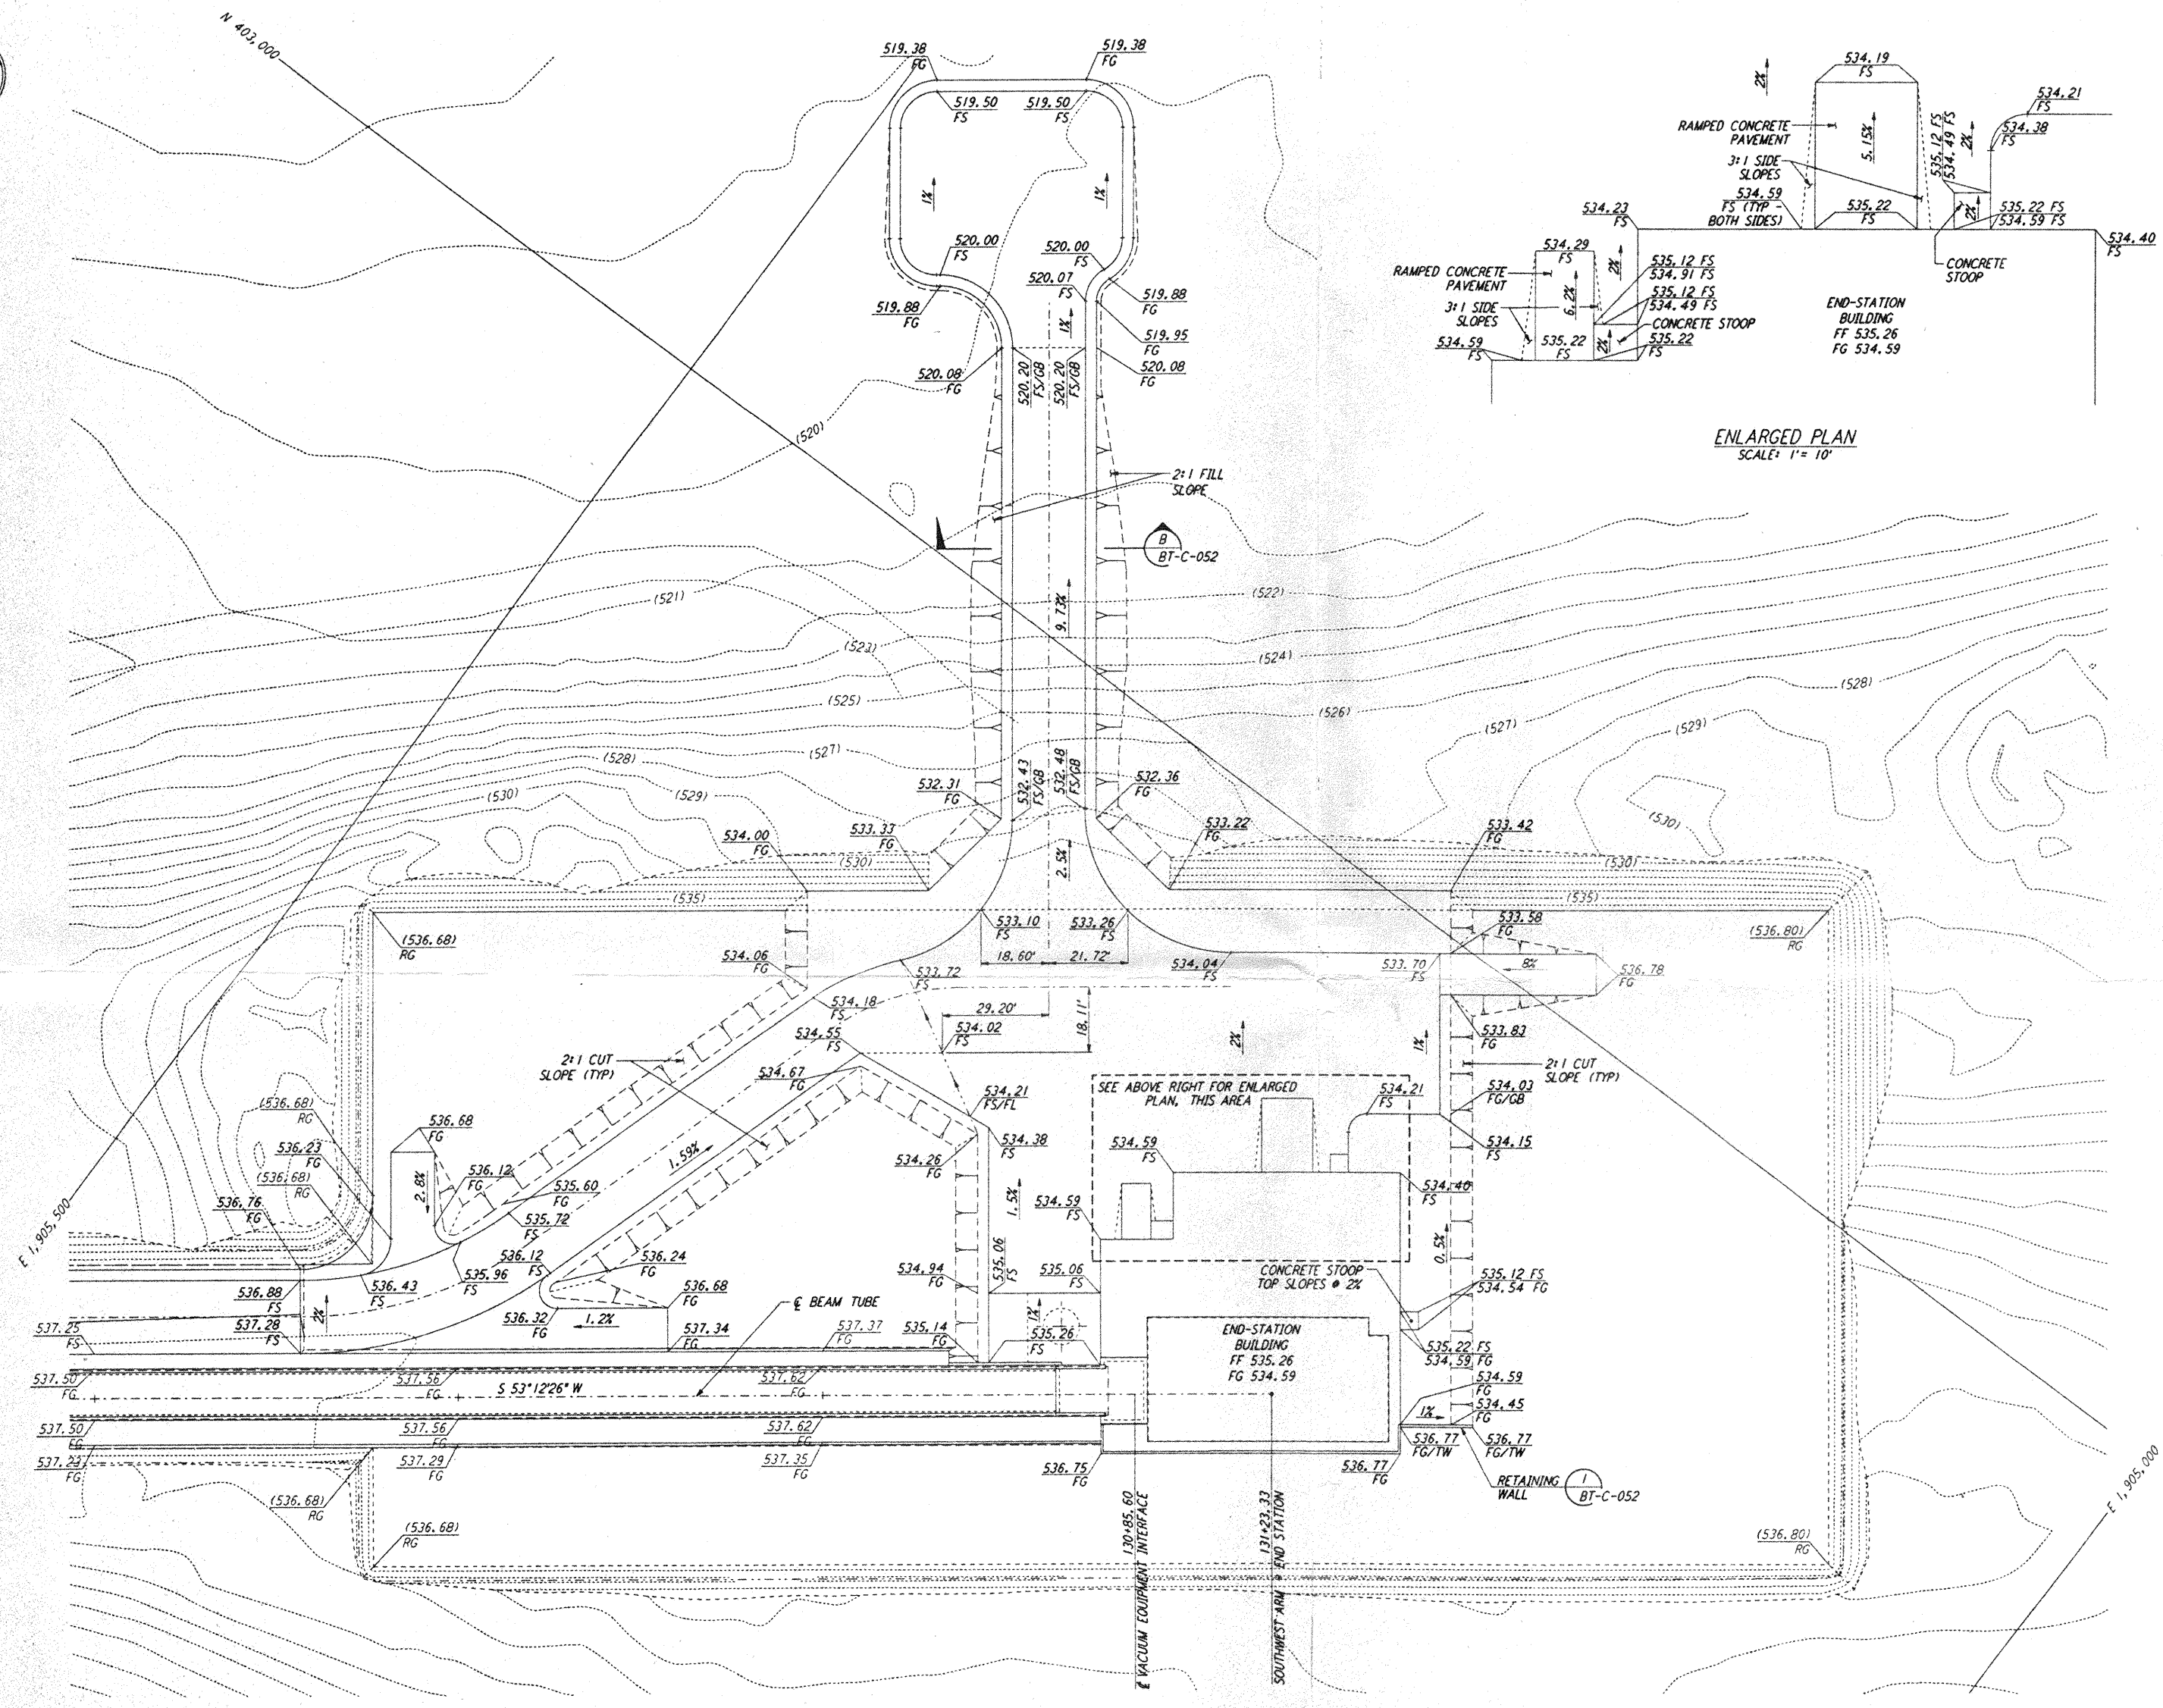 N 403,000
519.38
FG
519.38
FG
519.50
FS
519.50
FS
1%
1%
520.00
FS
520.00
FS
520.07
FS
519.88
FG
519.88
FG
1%
519.95
FG
520.08
FG
520.20
FS/GB
520.20
FS/GB
520.08
FG
(520)
2:1 FILL
SLOPE
B
BT-C-052
9.73%
2%
534.19
FS
RAMPED CONCRETE
PAVEMENT
5.15%
3:1 SIDE
SLOPES
534.59
FS (TYP -
BOTH SIDES)
535.22
FS
535.12 FS
534.49 FS
2%
534.21
FS
534.38
FS
2%
535.22 FS
534.59 FS
534.23
FS
534.29
FS
RAMPED CONCRETE
PAVEMENT
6.2%
3:1 SIDE
SLOPES
2%
535.12 FS
534.91 FS
535.12 FS
534.49 FS
CONCRETE STOOP
534.59
FS
535.22
FS
2%
535.22
FS
CONCRETE
STOOP
534.40
FS
END-STATION
BUILDING
FF 535.26
FG 534.59
ENLARGED PLAN
SCALE: 1"= 10'
(521)
(522)
(523)
(524)
(525)
(526)
(527)
(527)
(528)
(528)
(529)
(529)
(530)
(530)
532.31
FG
532.43
FS/GB
532.48
FS/GB
532.36
FG
534.00
FG
533.33
FG
2.5%
533.22
FG
533.42
FG
(530)
(530)
(535)
(535)
(536.68)
RG
533.10
FS
533.26
FS
533.58
FG
(536.80)
RG
534.06
FG
18.60'
21.72'
534.04
FS
533.70
FS
8%
536.78
FG
533.72
FS
534.18
FS
29.20'
18.11'
534.55
FS
534.02
FS
2%
1%
533.83
FG
2:1 CUT
SLOPE (TYP)
534.67
FG
2:1 CUT
SLOPE (TYP)
534.21
FS/FL
SEE ABOVE RIGHT FOR ENLARGED
PLAN, THIS AREA
534.21
FS
534.03
FG/GB
(536.68)
RG
536.68
FG
534.38
FS
534.15
FS
536.23
FG
1.59%
534.26
FG
534.59
FS
(536.68)
RG
2.8%
536.12
FG
535.60
FG
534.40
FS
536.76
FG
535.72
FS
1.5%
534.59
FS
E 1,905,500
536.12
FS
536.24
FG
535.06
FS
0.5%
536.88
FS
536.43
FS
535.96
FS
534.94
FG
535.06
FS
CONCRETE STOOP
TOP SLOPES @ 2%
535.12 FS
534.54 FG
536.68
FG
2%
536.32
FG
1.2%
℄ BEAM TUBE
1%
537.25
FS
537.28
FS
537.34
FG
537.37
FG
535.14
FG
535.26
FS
END-STATION
BUILDING
FF 535.26
FG 534.59
535.22 FS
534.59 FG
537.50
FG
537.56
FG
S 53°12'26" W
537.62
FG
534.59
FG
534.45
FG
1%
537.50
FG
537.56
FG
537.62
FG
536.77
FG/TW
536.77
FG/TW
537.23
FG
537.29
FG
537.35
FG
536.75
FG
536.77
FG
RETAINING
WALL
1
BT-C-052
(536.68)
RG
(536.68)
RG
130+85.60
℄ VACUUM EQUIPMENT INTERFACE
131+23.33
SOUTHWEST ARM @ END STATION
(536.80)
RG
E 1,905,000